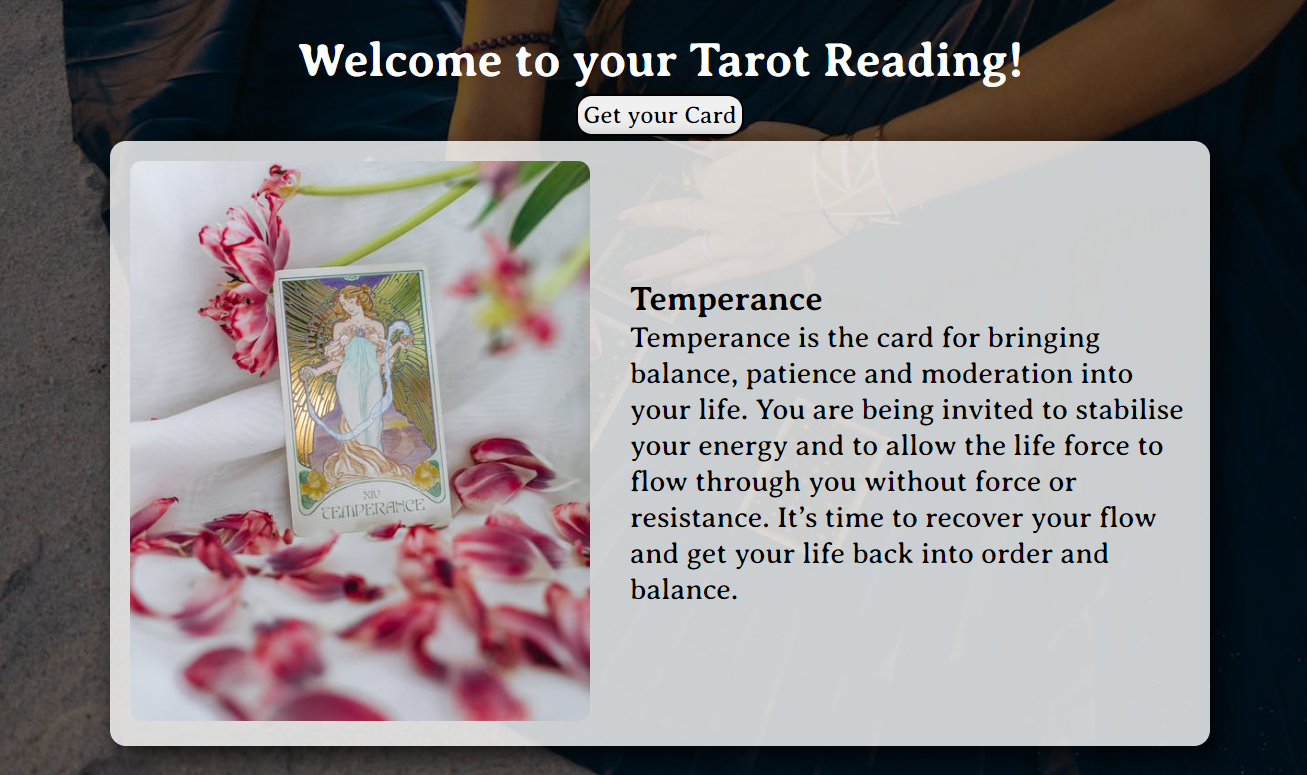 Welcome to your Tarot Reading!
Get your Card
XIV
TEMPERANCE
Temperance
Temperance is the card for bringing
balance, patience and moderation into
your life. You are being invited to stabilise
your energy and to allow the life force to
flow through you without force or
resistance. It’s time to recover your flow
and get your life back into order and
balance.